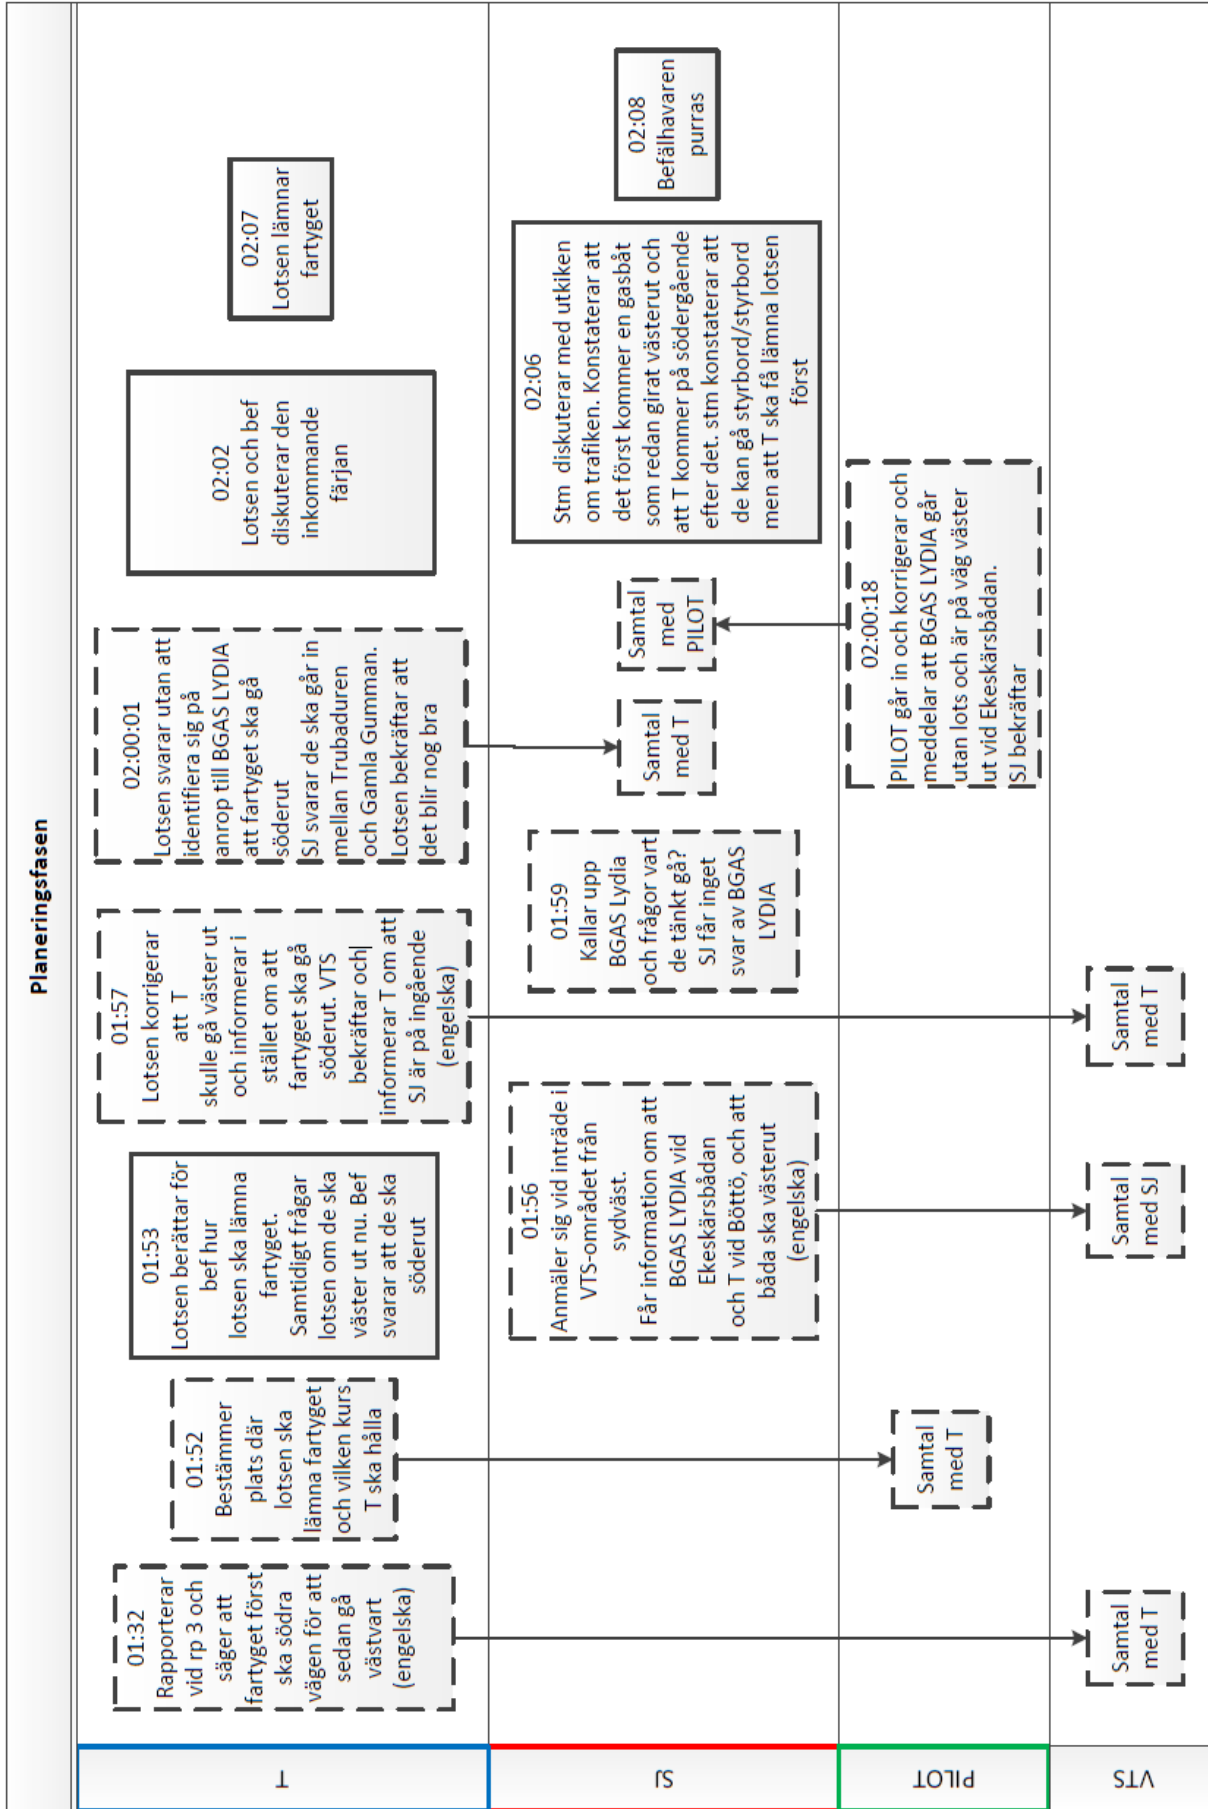 Planeringsfasen
T
01:32
Rapporterar
vid rp 3 och
säger att
fartyget först
ska södra
vägen för att
sedan gå
västvart
(engelska)
01:52
Bestämmer
plats där
lotsen ska
lämna fartyget
och vilken kurs
T ska hålla
01:53
Lotsen berättar för
bef hur
lotsen ska lämna
fartyget.
Samtidigt frågar
lotsen om de ska
väster ut nu. Bef
svarar att de ska
söderut
01:57
Lotsen korrigerar
att T
skulle gå väster ut
och informerar i
stället om att
fartyget ska gå
söderut. VTS
bekräftar och
informerar T om att
SJ är på ingående
(engelska)
02:00:01
Lotsen svarar utan att
identifiera sig på
anrop till BGAS LYDIA
att fartyget ska gå
söderut
SJ svarar de ska går in
mellan Trubaduren
och Gamla Gumman.
Lotsen bekräftar att
det blir nog bra
02:02
Lotsen och bef
diskuterar den
inkommande
färjan
02:07
Lotsen lämnar
fartyget
SJ
01:56
Anmäler sig vid inträde i
VTS-området från
sydväst.
Får information om att
BGAS LYDIA vid
Ekeskärsbådan
och T vid Böttö, och att
båda ska västerut
(engelska)
01:59
Kallar upp
BGAS Lydia
och frågor vart
de tänkt gå?
SJ får inget
svar av BGAS
LYDIA
Samtal
med T
Samtal
med
PILOT
02:06
Stm diskuterar med utkiken
om trafiken. Konstaterar att
det först kommer en gasbåt
som redan girat västerut och
att T kommer på södergående
efter det. stm konstaterar att
de kan gå styrbord/styrbord
men att T ska få lämna lotsen
först
02:08
Befälhavaren
purras
PILOT
Samtal
med T
02:00:18
PILOT går in och korrigerar och
meddelar att BGAS LYDIA går
utan lots och är på väg väster
ut vid Ekeskärsbådan.
SJ bekräftar
VTS
Samtal
med T
Samtal
med SJ
Samtal
med T